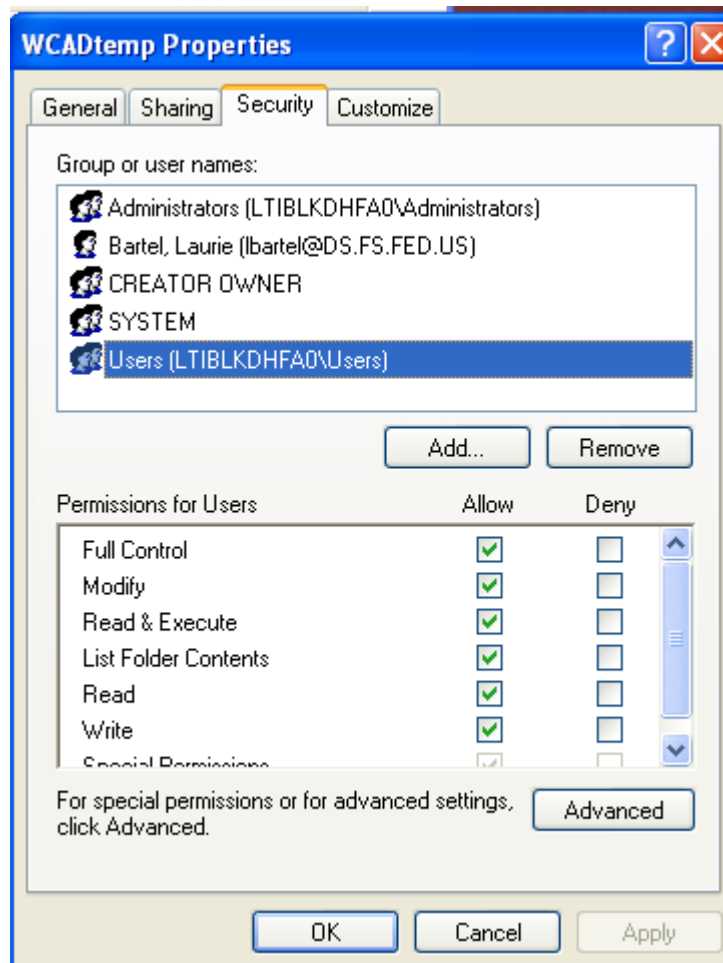 WCADtemp Properties
General Sharing Security Customize
Group or user names:
Administrators (LTIBLKDHFA0\Administrators)
Bartel, Laurie (lbartel@DS.FS.FED.US)
CREATOR OWNER
SYSTEM
Users (LTIBLKDHFA0\Users)
Add... Remove
Permissions for Users Allow Deny
Full Control
Modify
Read & Execute
List Folder Contents
Read
Write
Special Permissions
For special permissions or for advanced settings,
click Advanced.
Advanced
OK Cancel Apply